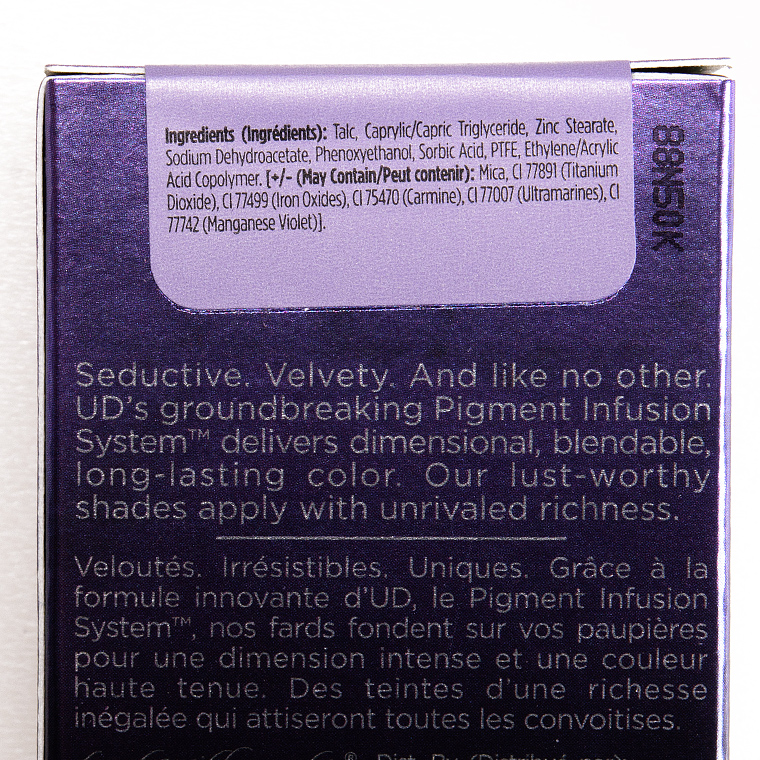 Ingredients (Ingrédients): Talc, Caprylic/Capric Triglyceride, Zinc Stearate,
Sodium Dehydroacetate, Phenoxyethanol, Sorbic Acid, PTFE, Ethylene/Acrylic
Acid Copolymer. [+/- (May Contain/Peut contenir): Mica, CI 77891 (Titanium
Dioxide), CI 77499 (Iron Oxides), CI 75470 (Carmine), CI 77007 (Ultramarines), CI
77742 (Manganese Violet)].
88N50K
Seductive. Velvety. And like no other.
UD's groundbreaking Pigment Infusion
System™ delivers dimensional, blendable,
long-lasting color. Our lust-worthy
shades apply with unrivaled richness.
Veloutés. Irrésistibles. Uniques. Grâce à la
formule innovante d'UD, le Pigment Infusion
System™, nos fards fondent sur vos paupières
pour une dimension intense et une couleur
haute tenue. Des teintes d'une richesse
inégalée qui attiseront toutes les convoitises.
® Dist. By (Distribué par):